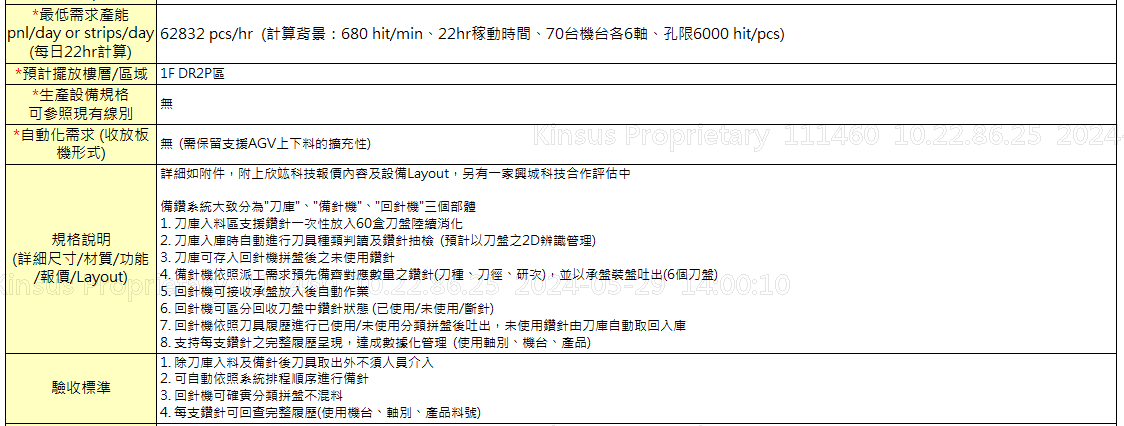 *最低需求產能
pnl/day or strips/day
(每日22hr計算)
62832 pcs/hr (計算背景：680 hit/min、22hr稼動時間、70台機台各6軸、孔限6000 hit/pcs)
*預計擺放樓層/區域
1F DR2P區
*生產設備規格
可參照現有線別
無
*自動化需求 (收放板
機形式)
無 (需保留支援AGV上下料的擴充性)
Kinsus Proprietary 111460 10.22.86.25 2024-
規格說明
(詳細尺寸/材質/功能
/報價/Layout)
詳細如附件，附上欣竑科技報價內容及設備Layout，另有一家興城科技合作評估中
備鑽系統大致分為"刀庫"、"備針機"、"回針機"三個部體
1. 刀庫入料區支援鑽針一次性放入60盒刀盤陸續消化
2. 刀庫入庫時自動進行刀具種類判讀及鑽針抽檢 (預計以刀盤之2D辨識管理)
3. 刀庫可存入回針機拼盤後之未使用鑽針
4. 備針機依照派工需求預先備齊對應數量之鑽針(刀種、刀徑、研次)，並以承盤裝盤吐出(6個刀盤)
5. 回針機可接收承盤放入後自動作業
6. 回針機可區分回收刀盤中鑽針狀態 (已使用/未使用/斷針)
7. 回針機依照刀具履歷進行已使用/未使用分類拼盤後吐出，未使用鑽針由刀庫自動取回入庫
8. 支持每支鑽針之完整履歷呈現，達成數據化管理 (使用軸別、機台、產品)
Kinsus Proprietary 10.22.86.25 2024-05-29 14:00:10
驗收標準
1. 除刀庫入料及備針後刀具取出外不須人員介入
2. 可自動依照系統排程順序進行備針
3. 回針機可確實分類拼盤不混料
4. 每支鑽針可回查完整履歷(使用機台、軸別、產品料號)